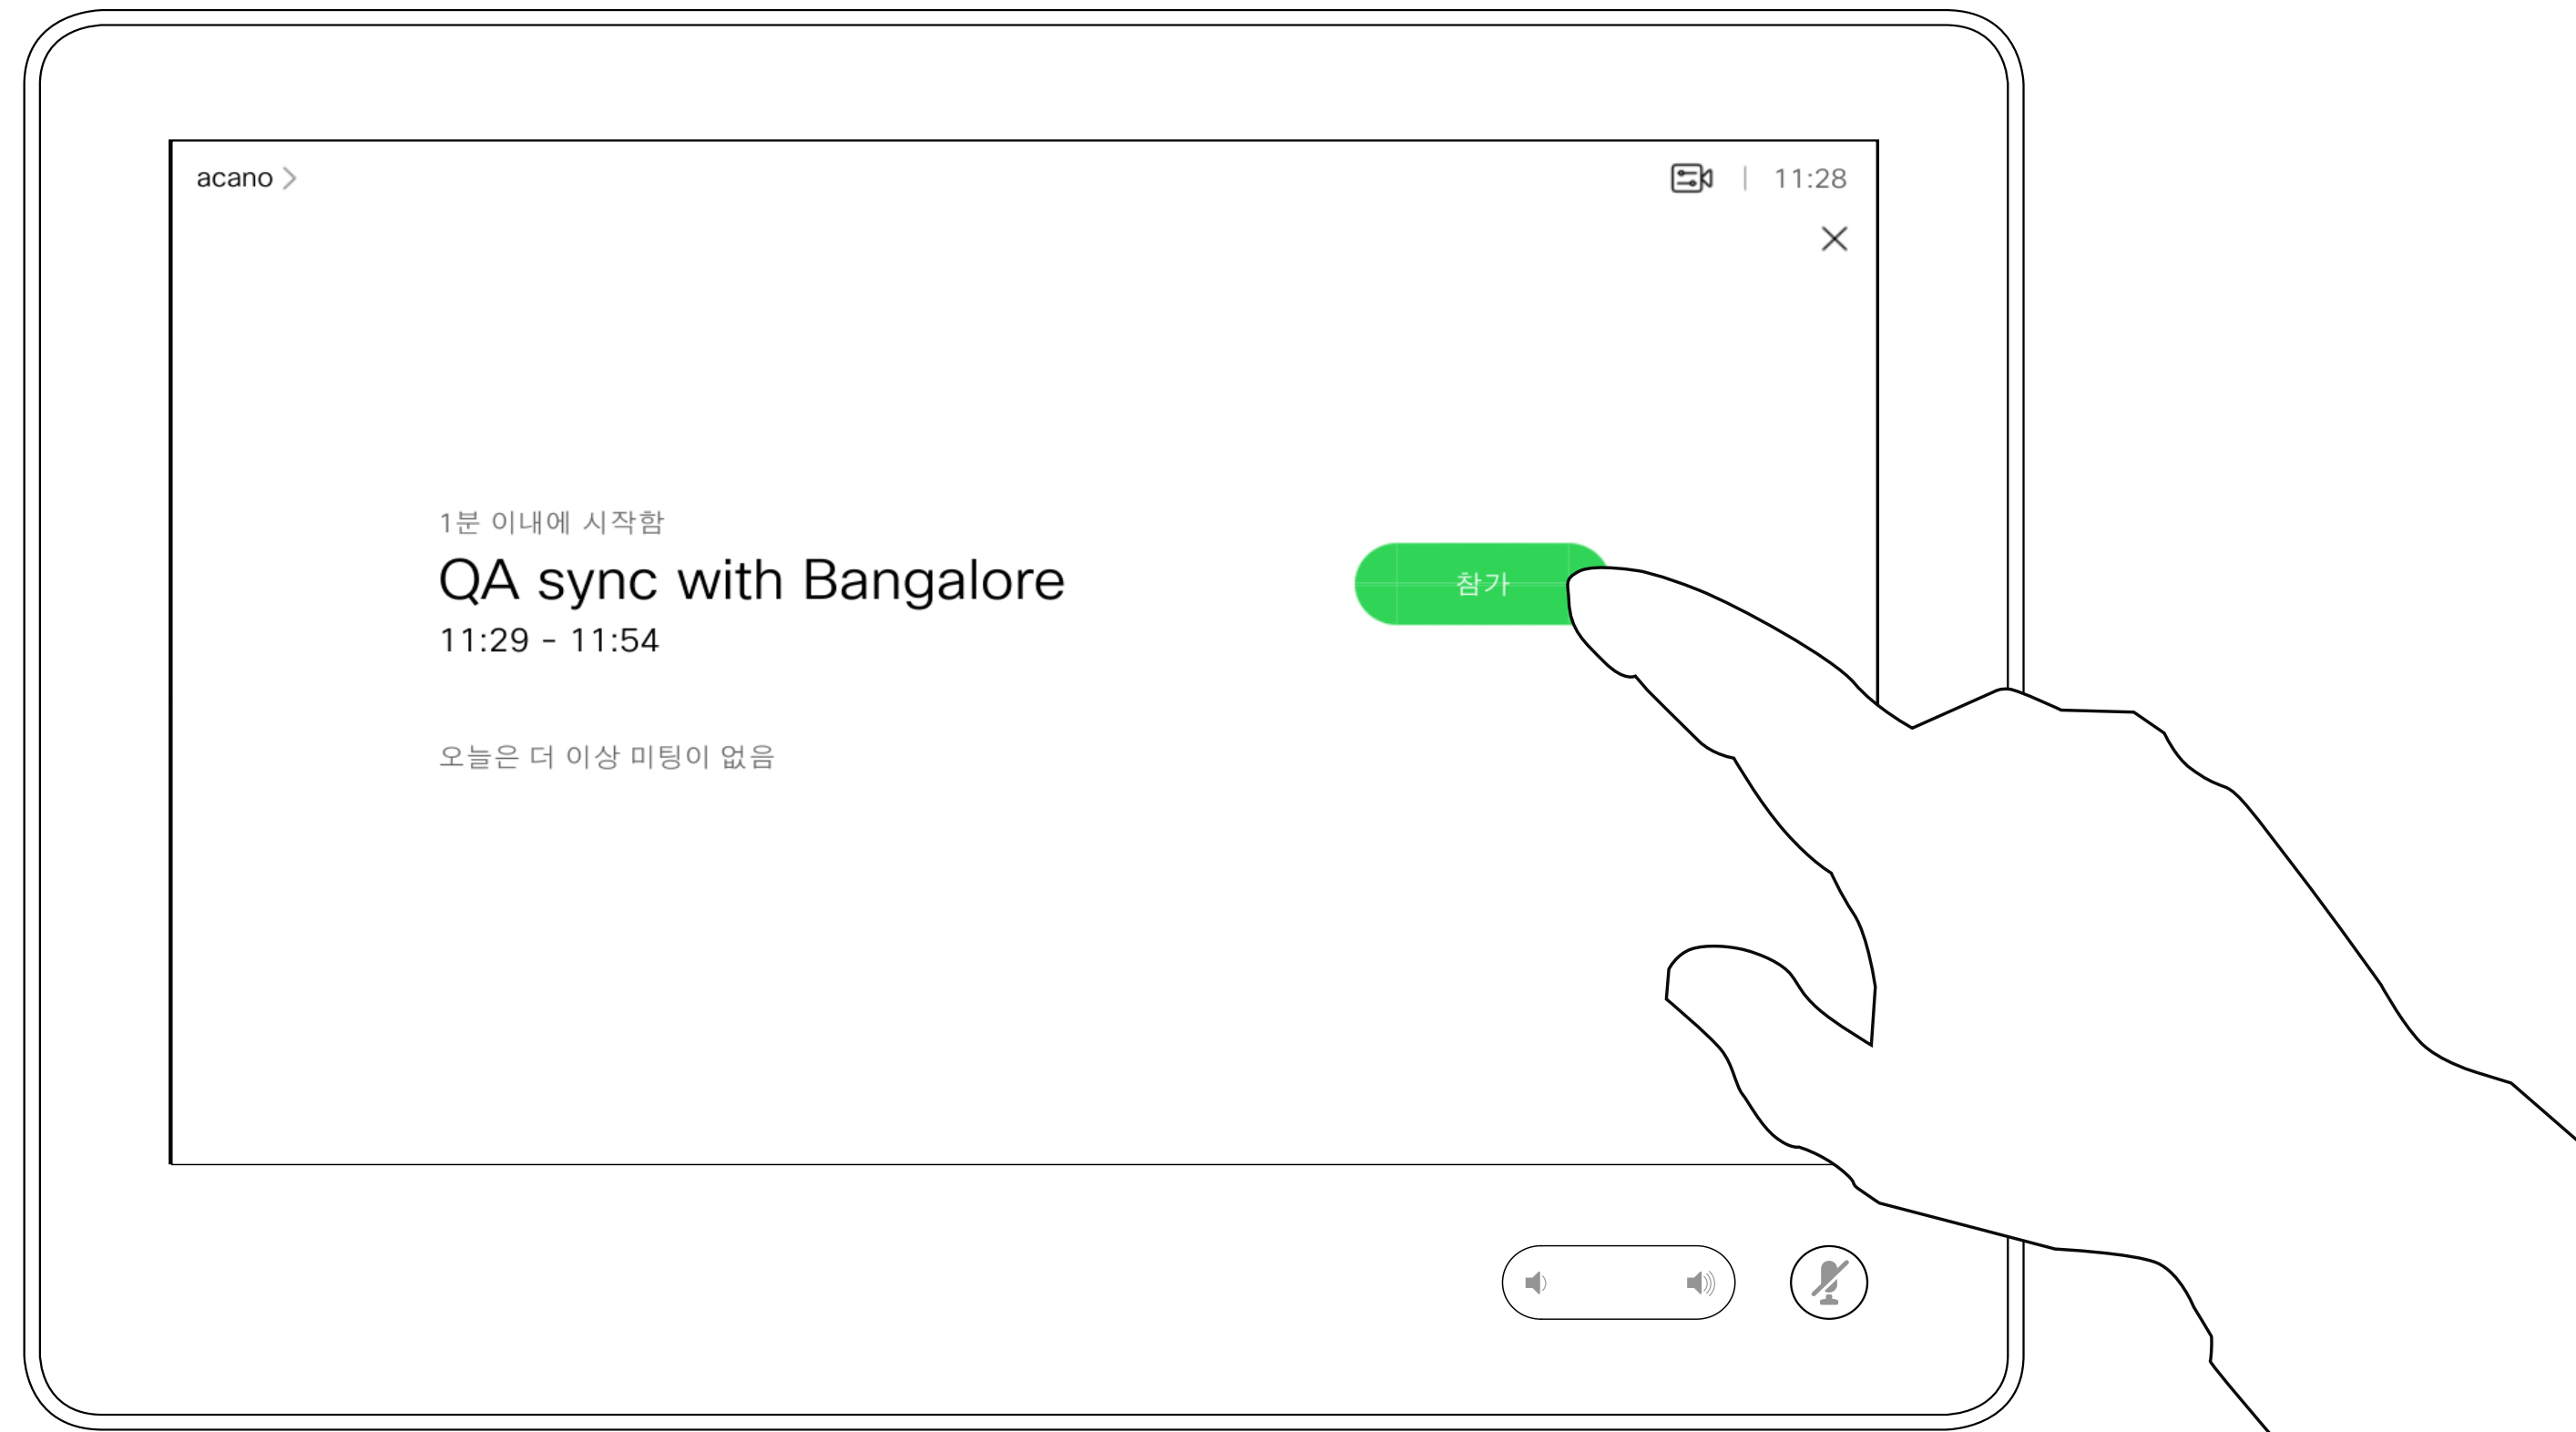 acano
11:28
1분 이내에 시작함
QA sync with Bangalore
11:29 - 11:54
참가
오늘은 더 이상 미팅이 없음